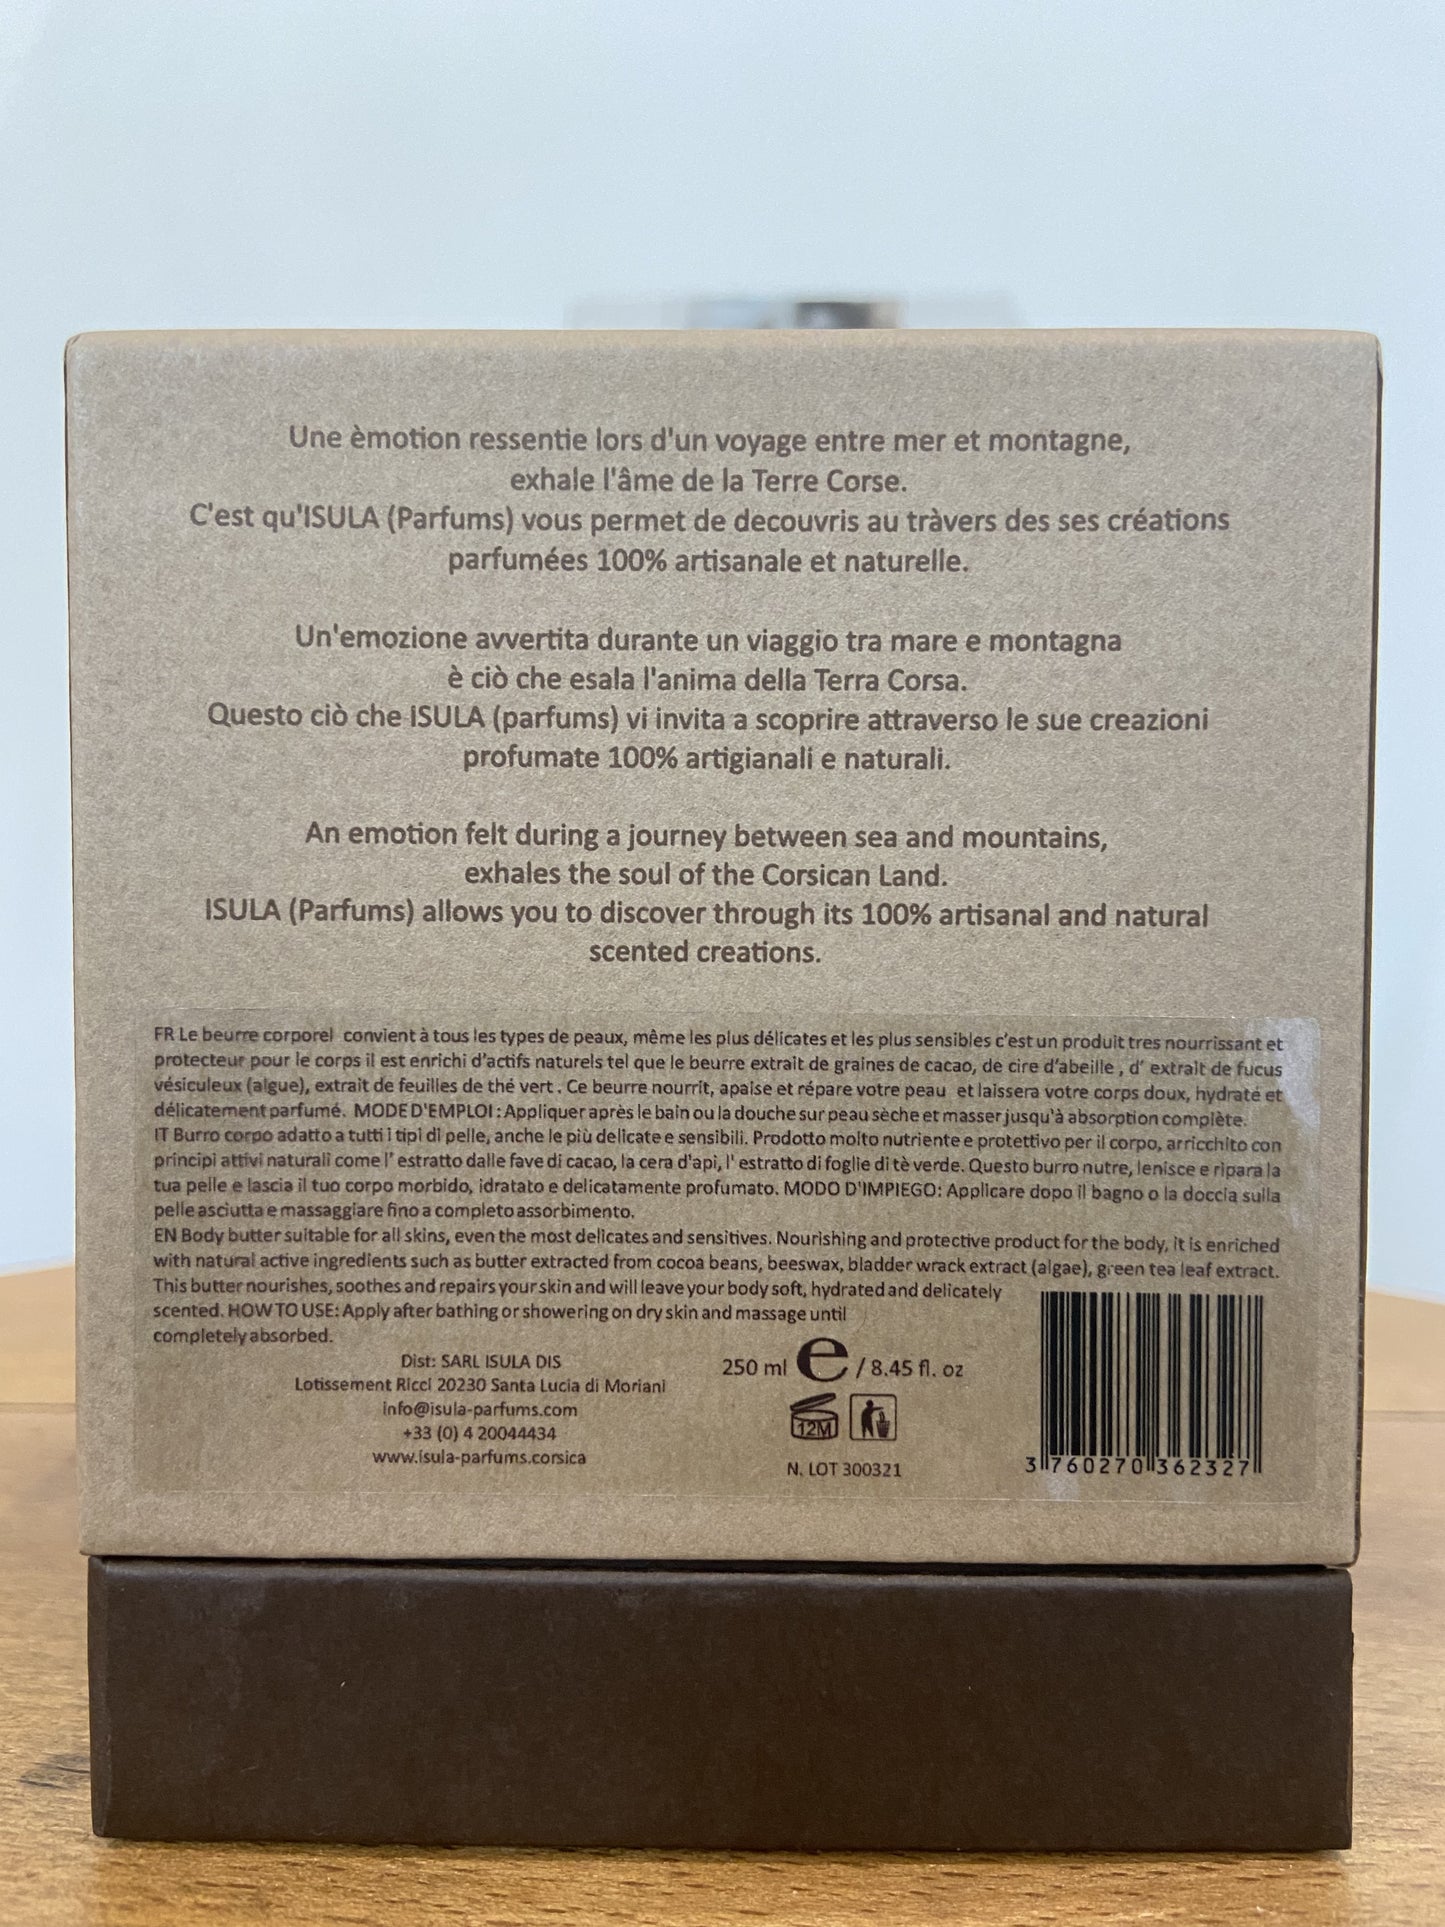 Une èmotion ressentie lors d'un voyage entre mer et montagne,
exhale l'âme de la Terre Corse.
C'est qu'ISULA (Parfums) vous permet de decouvris au tràvers des ses créations
parfumées 100% artisanale et naturelle.
Un'emozione avvertita durante un viaggio tra mare e montagna
è ciò che esala l'anima della Terra Corsa.
Questo ciò che ISULA (parfums) vi invita a scoprire attraverso le sue creazioni
profumate 100% artigianali e naturali.
An emotion felt during a journey between sea and mountains,
exhales the soul of the Corsican Land.
ISULA (Parfums) allows you to discover through its 100% artisanal and natural
scented creations.
FR Le beurre corporel convient à tous les types de peaux, même les plus délicates et les plus sensibles c'est un produit tres nourrissant et
protecteur pour le corps il est enrichi d'actifs naturels tel que le beurre extrait de graines de cacao, de cire d'abeille , d' extrait de fucus
vésiculeux (algue), extrait de feuilles de thé vert . Ce beurre nourrit, apaise et répare votre peau et laissera votre corps doux, hydraté et
délicatement parfumé. MODE D'EMPLOI : Appliquer après le bain ou la douche sur peau sèche et masser jusqu'à absorption complète.
IT Burro corpo adatto a tutti i tipi di pelle, anche le più delicate e sensibili. Prodotto molto nutriente e protettivo per il corpo, arricchito con
principi attivi naturali come l' estratto dalle fave di cacao, la cera d'api, l' estratto di foglie di tè verde. Questo burro nutre, lenisce e ripara la
tua pelle e lascia il tuo corpo morbido, idratato e delicatamente profumato. MODO D'IMPIEGO: Applicare dopo il bagno o la doccia sulla
pelle asciutta e massaggiare fino a completo assorbimento.
EN Body butter suitable for all skins, even the most delicates and sensitives. Nourishing and protective product for the body, it is enriched
with natural active ingredients such as butter extracted from cocoa beans, beeswax, bladder wrack extract (algae), green tea leaf extract.
This butter nourishes, soothes and repairs your skin and will leave your body soft, hydrated and delicately
scented. HOW TO USE: Apply after bathing or showering on dry skin and massage until
completely absorbed.
Dist: SARL ISULA DIS
Lotissement Ricci 20230 Santa Lucia di Moriani
info@isula-parfums.com
+33 (0) 4 20044434
www.isula-parfums.corsica
250 ml e / 8.45 fl. oz
12M
N. LOT 300321
3 760270 362327